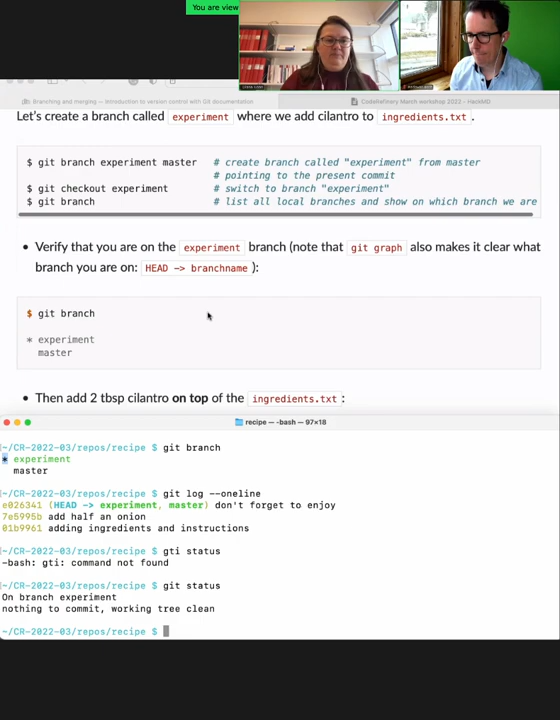 You are view
Branching and merging — Introduction to version control with Git documentation
CodeRefinery March workshop 2022 - HackMD
Let's create a branch called experiment where we add cilantro to ingredients.txt .
$ git branch experiment master # create branch called "experiment" from master
# pointing to the present commit
$ git checkout experiment # switch to branch "experiment"
$ git branch # list all local branches and show on which branch we are
• Verify that you are on the experiment branch (note that git graph also makes it clear what
branch you are on: HEAD -> branchname ):
$ git branch
* experiment
master
• Then add 2 tbsp cilantro on top of the ingredients.txt :
recipe — -bash — 97×18
~/CR-2022-03/repos/recipe $ git branch
* experiment
master
~/CR-2022-03/repos/recipe $ git log --oneline
e026341 (HEAD -> experiment, master) don't forget to enjoy
7e5995b add half an onion
01b9961 adding ingredients and instructions
~/CR-2022-03/repos/recipe $ gti status
-bash: gti: command not found
~/CR-2022-03/repos/recipe $ git status
On branch experiment
nothing to commit, working tree clean
~/CR-2022-03/repos/recipe $